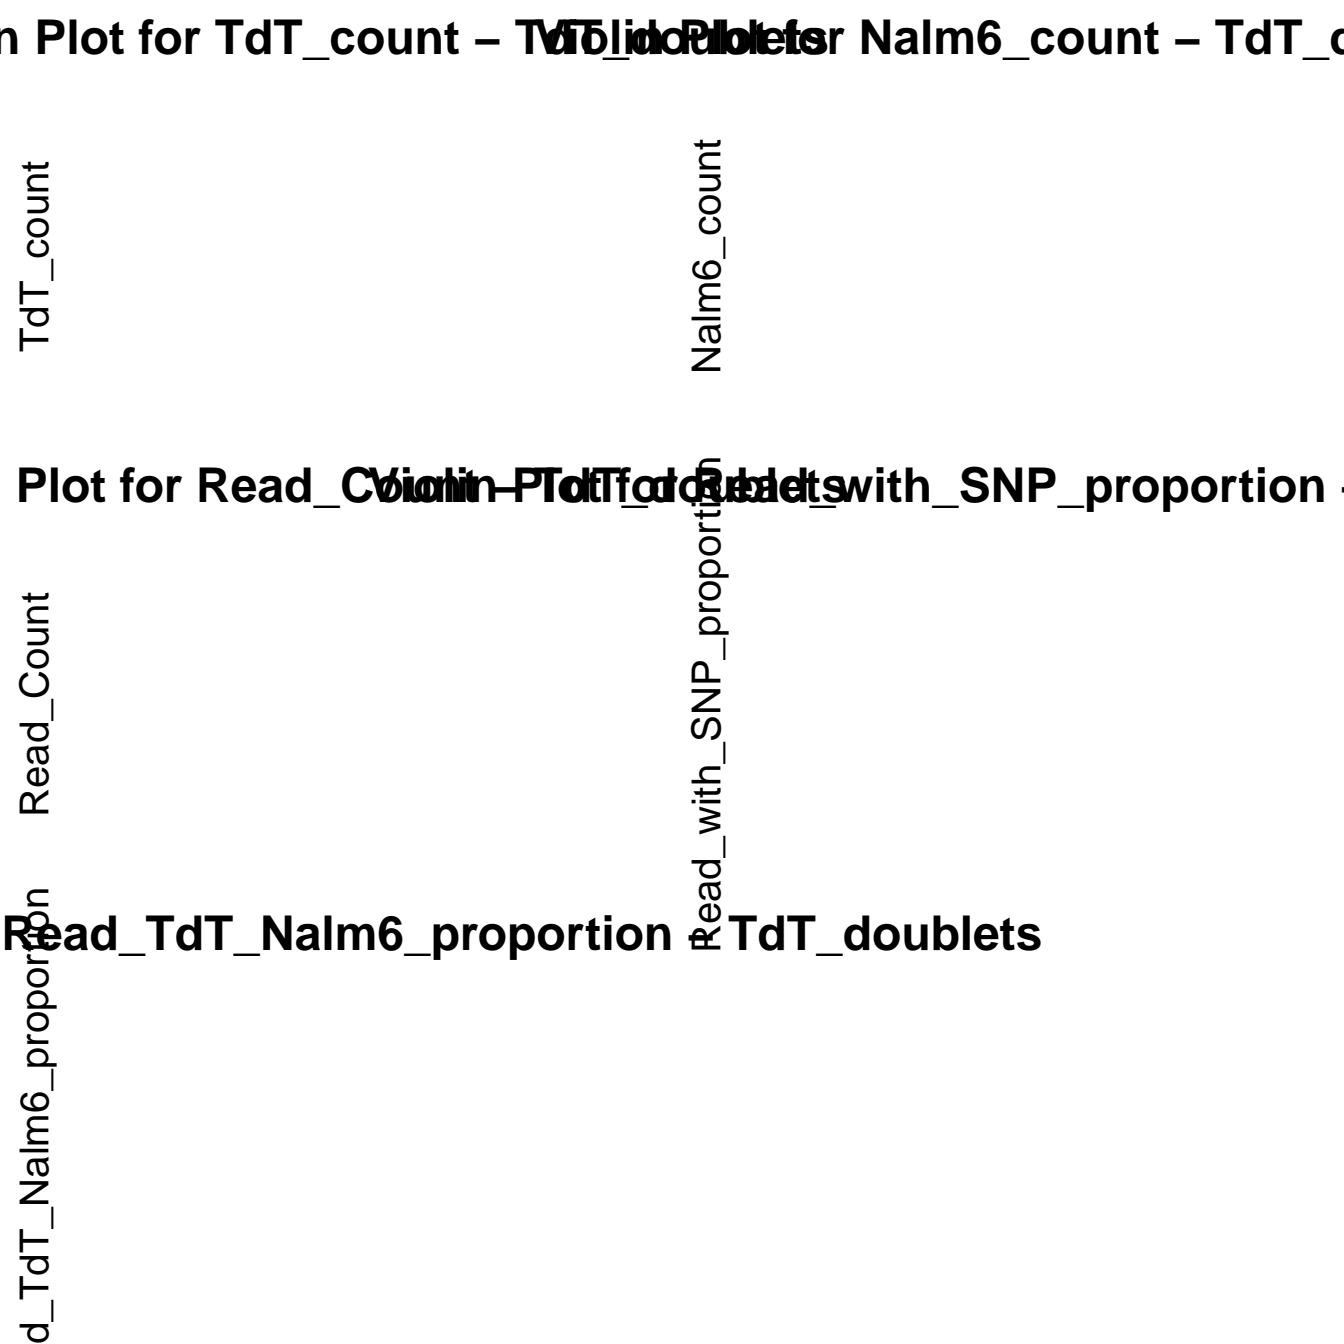 n Plot for TdT_count – TdT_doublets
Violin Plot for Nalm6_count – TdT_d
TdT_count
Nalm6_count
Plot for Read_Count – TdT_doublets
Violin Plot for Read_with_SNP_proportion -
Read_Count
Read_with_SNP_proportion
Read_TdT_Nalm6_proportion – TdT_doublets
d_TdT_Nalm6_proportion